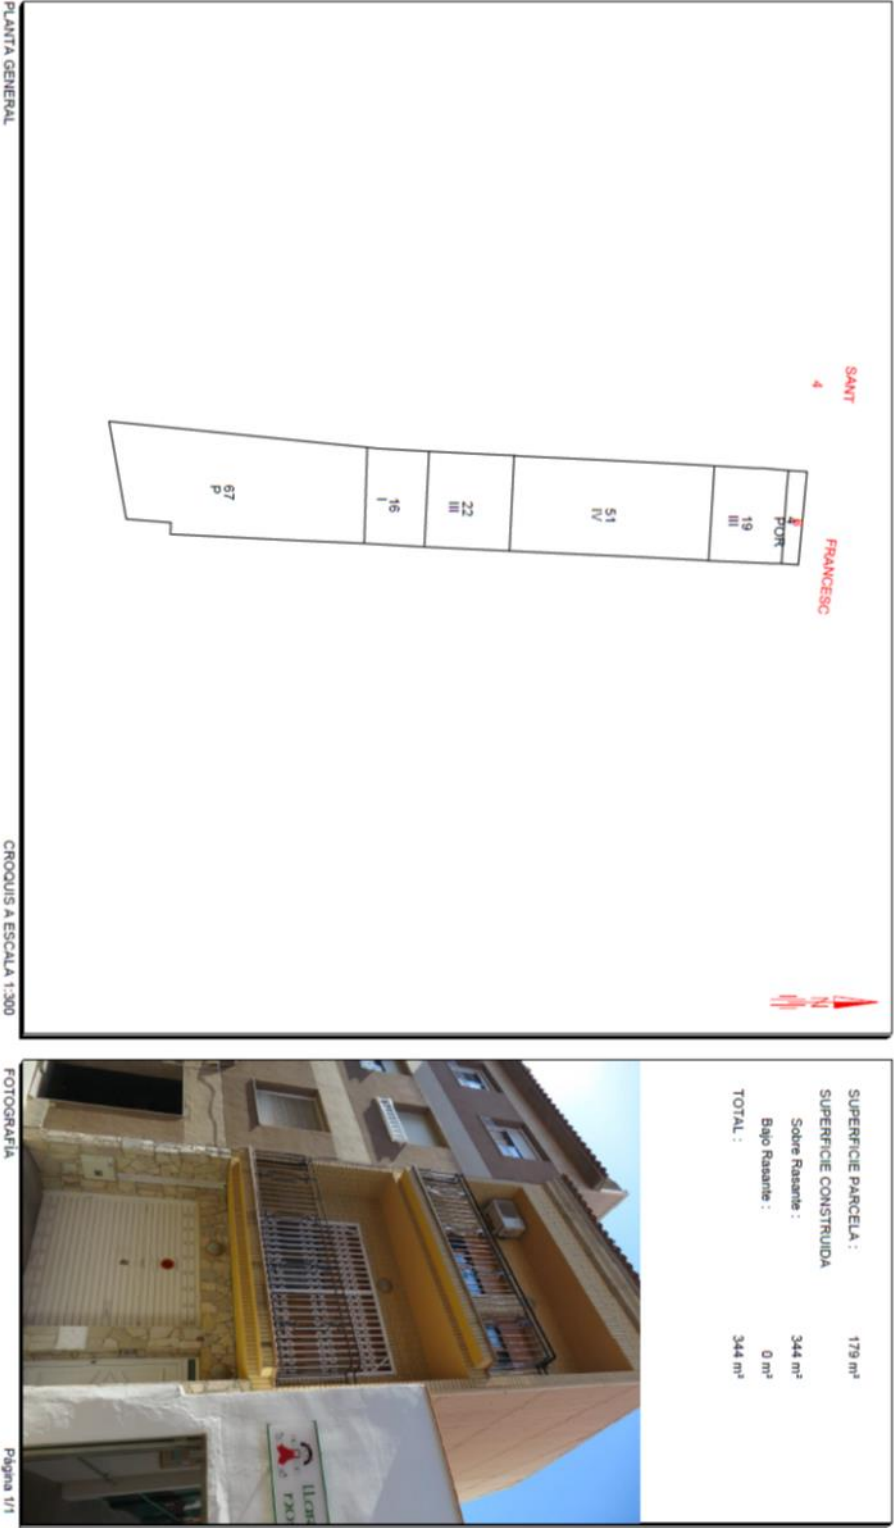 SUPERFICIE PARCELA : 179 m²
SUPERFICIE CONSTRUIDA
Sobre Rasante : 344 m²
Bajo Rasante : 0 m²
TOTAL : 344 m²
SANT
4
FRANCESC
N
4
POR
19
III
51
IV
22
III
16
I
67
P
PLANTA GENERAL
CROQUIS A ESCALA 1:300
FOTOGRAFÍA
Página 1/1